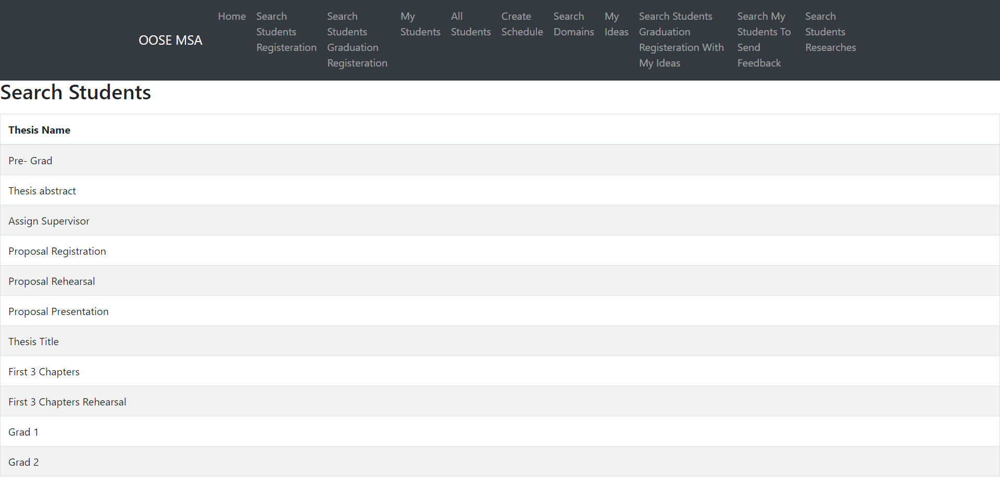 OOSE MSA
Home
Search
Students
Registeration
Search
Students
Graduation
Registeration
My
Students
All
Students
Create
Schedule
Search
Domains
My
Ideas
Search Students
Graduation
Registeration With
My Ideas
Search My
Students To
Send
Feedback
Search
Students
Researches
Search Students
Thesis Name
Pre- Grad
Thesis abstract
Assign Supervisor
Proposal Registration
Proposal Rehearsal
Proposal Presentation
Thesis Title
First 3 Chapters
First 3 Chapters Rehearsal
Grad 1
Grad 2